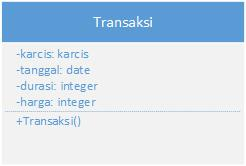 Transaksi
-karcis: karcis
-tanggal: date
-durasi: integer
-harga: integer
+Transaksi()